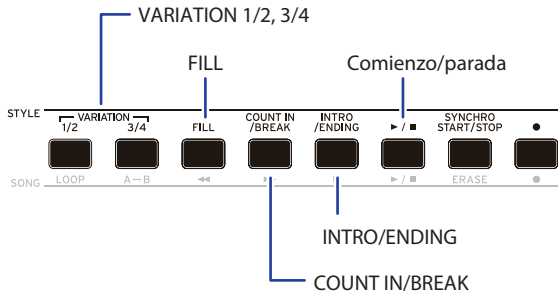 VARIATION 1/2, 3/4
FILL Comienzo/parada
STYLE VARIATION COUNT IN INTRO SYNCHRO
1/2 3/4 FILL /BREAK /ENDING ►/■ START/STOP ●
SONG LOOP A—B ◄◄ ►/■ ERASE ●
INTRO/ENDING
COUNT IN/BREAK